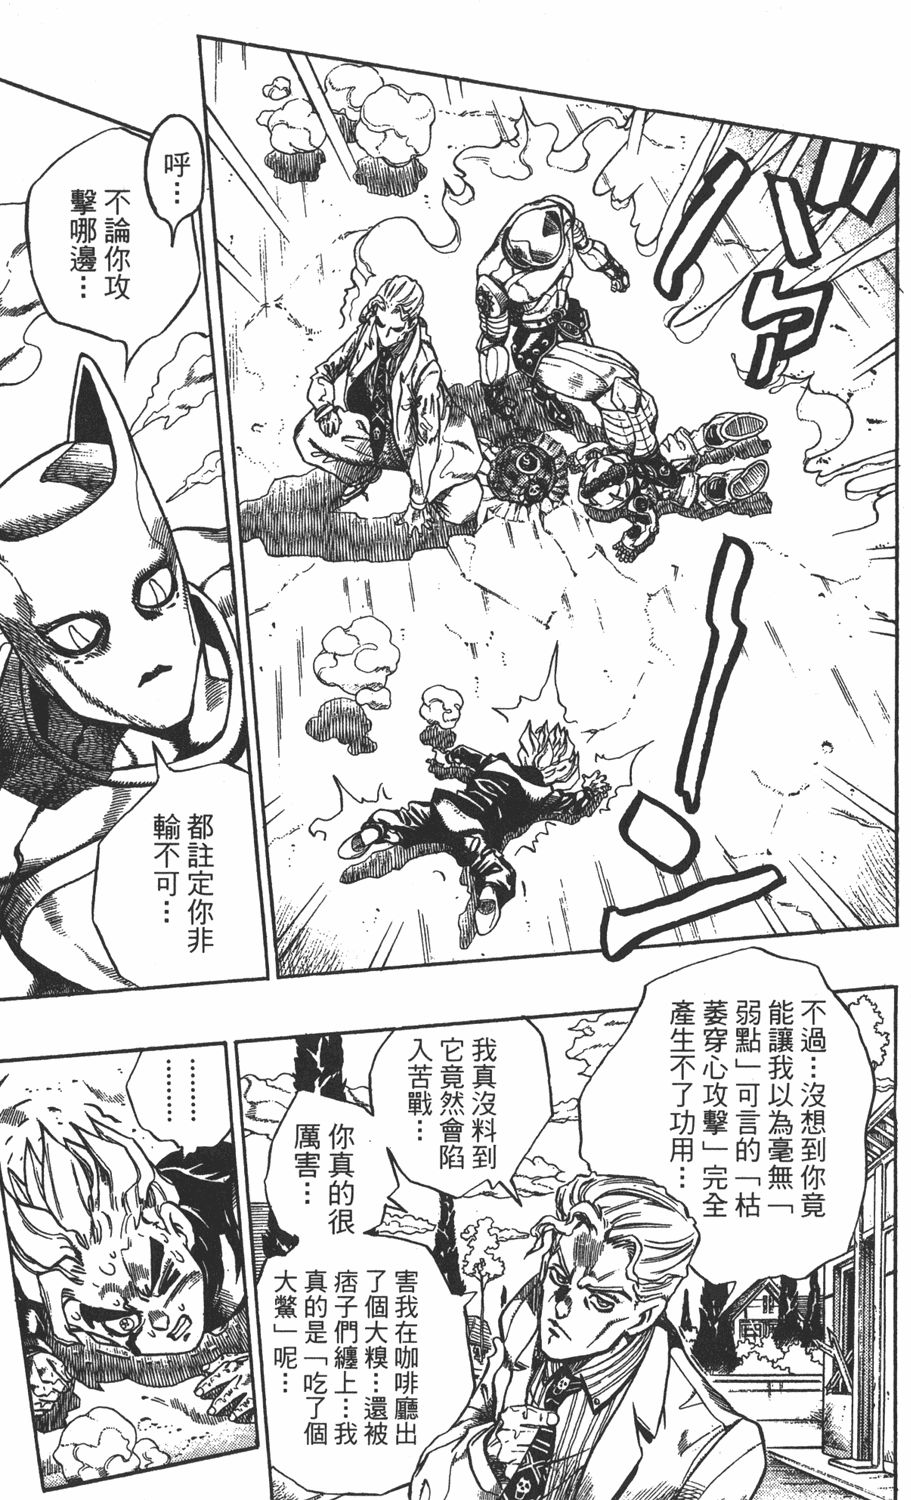 バァーン！
呼…
不論你攻
擊哪邊…
都註定你非
輸不可…
不過…沒想到你竟
能讓我以為毫無「
弱點」可言的「枯
萎穿心攻擊」完全
產生不了功用…
我真沒料到
它竟然會陷
入苦戰…
你真的很
厲害…
害我在咖啡廳出
了個大糗…還被
痞子們纏上…我
真的是「吃了個
大鱉」呢…
………
………